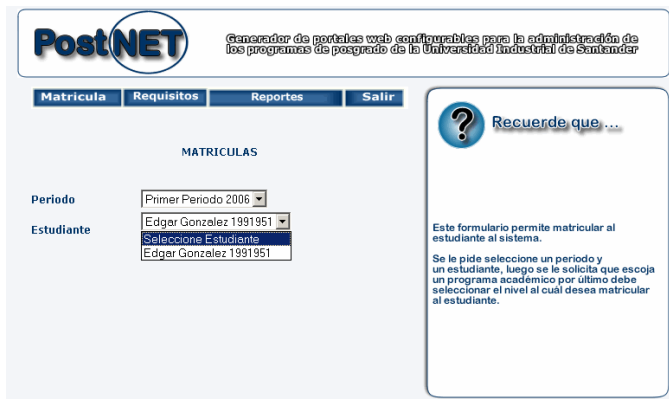 PostNET
Generador de portales web configurables para la administración de
los programas de posgrado de la Universidad Industrial de Santander
Matricula Requisitos Reportes Salir
MATRICULAS
Periodo Primer Periodo 2006
Estudiante Edgar Gonzalez 1991951
Seleccione Estudiante
Edgar Gonzalez 1991951
? Recuerde que ...
Este formulario permite matricular al
estudiante al sistema.
Se le pide seleccione un periodo y
un estudiante, luego se le solicita que escoja
un programa académico por último debe
seleccionar el nivel al cuál desea matricular
al estudiante.